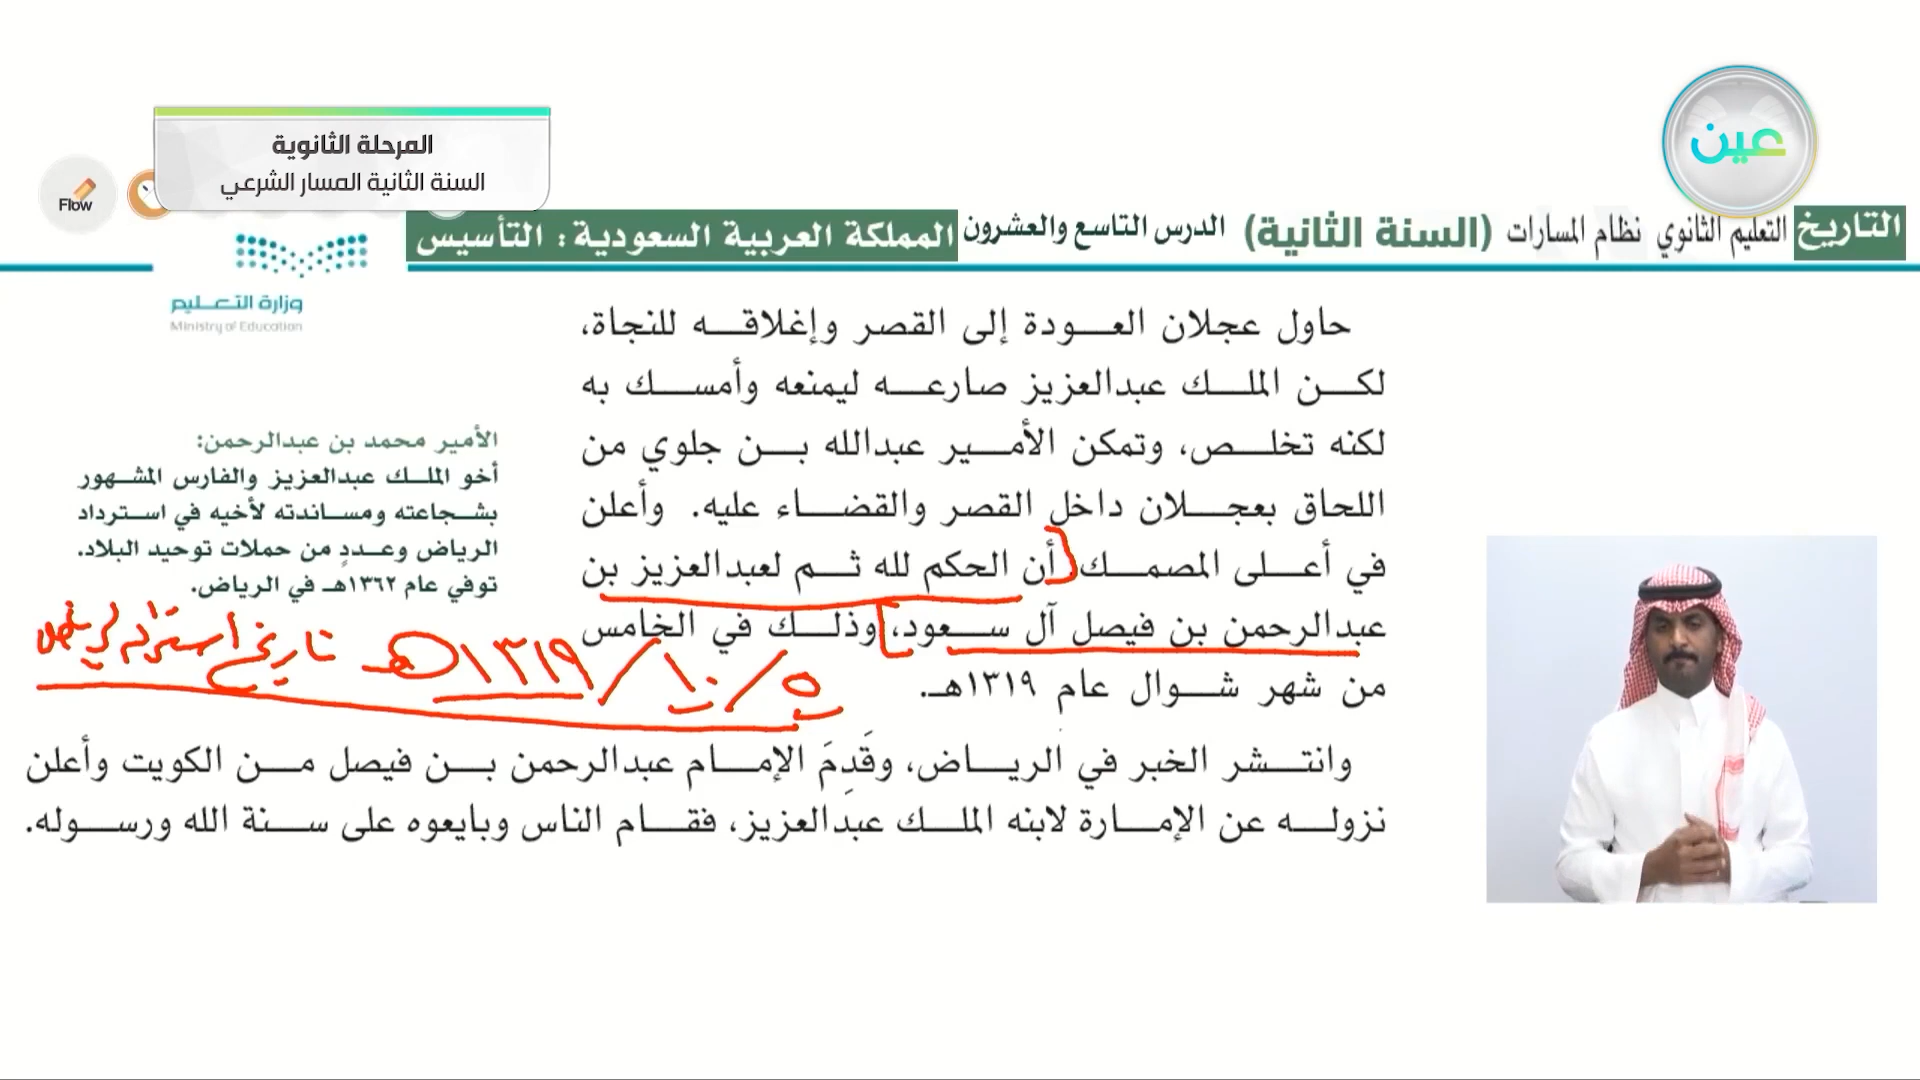 عين
المرحلة الثانوية
السنة الثانية المسار الشرعي
Flow
التاريخ التعليم الثانوي نظام المسارات (السنة الثانية) الدرس التاسع والعشرون المملكة العربية السعودية : التأسيس
وزارة التعليم
Ministry of Education
حاول عجلان العودة إلى القصر وإغلاقه للنجاة،
لكن الملك عبدالعزيز صارعه ليمنعه وأمسك به
لكنه تخلص، وتمكن الأمير عبدالله بن جلوي من
اللحاق بعجلان داخل القصر والقضاء عليه. وأعلن
في أعلى المصمك أن الحكم لله ثم لعبدالعزيز بن
عبدالرحمن بن فيصل آل سعود، وذلك في الخامس
من شهر شوال عام ١٣١٩هـ.
الأمير محمد بن عبدالرحمن:
أخو الملك عبدالعزيز والفارس المشهور
بشجاعته ومساندته لأخيه في استرداد
الرياض وعددٍ من حملات توحيد البلاد.
توفي عام ١٣٦٢هـ في الرياض.
٥/١٠/١٣١٩هـ تاريخ استرداد الرياض
وانتشر الخبر في الرياض، وقَدِمَ الإمام عبدالرحمن بن فيصل من الكويت وأعلن
نزوله عن الإمارة لابنه الملك عبدالعزيز، فقام الناس وبايعوه على سنة الله ورسوله.